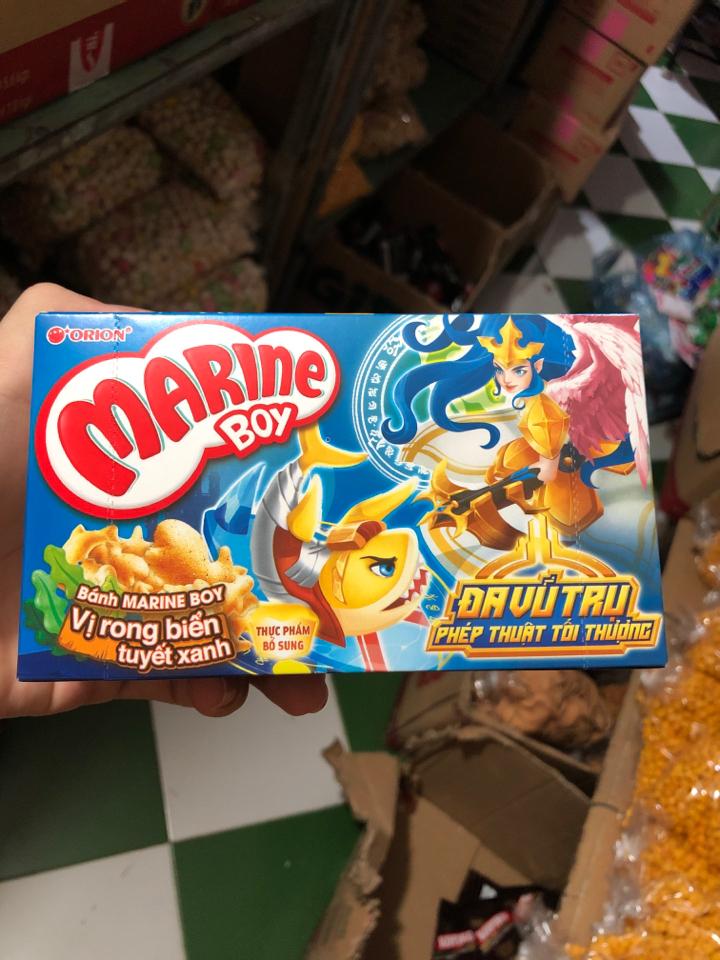 ORION
MARINE
BOY
Bánh MARINE BOY
Vị rong biển
tuyết xanh
THỰC PHẨM
BỔ SUNG
ĐA VŨ TRỤ
PHÉP THUẬT TỐI THƯỢNG